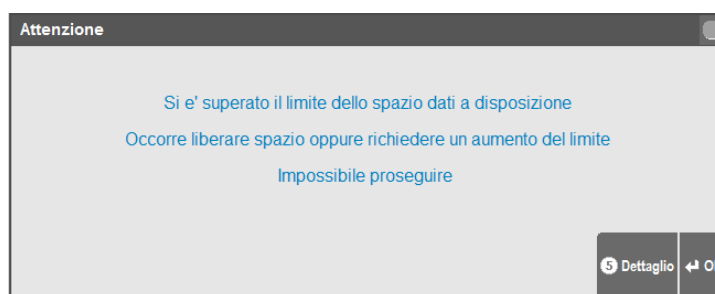 Attenzione
Si e' superato il limite dello spazio dati a disposizione
Occorre liberare spazio oppure richiedere un aumento del limite
Impossibile proseguire
5 Dettaglio